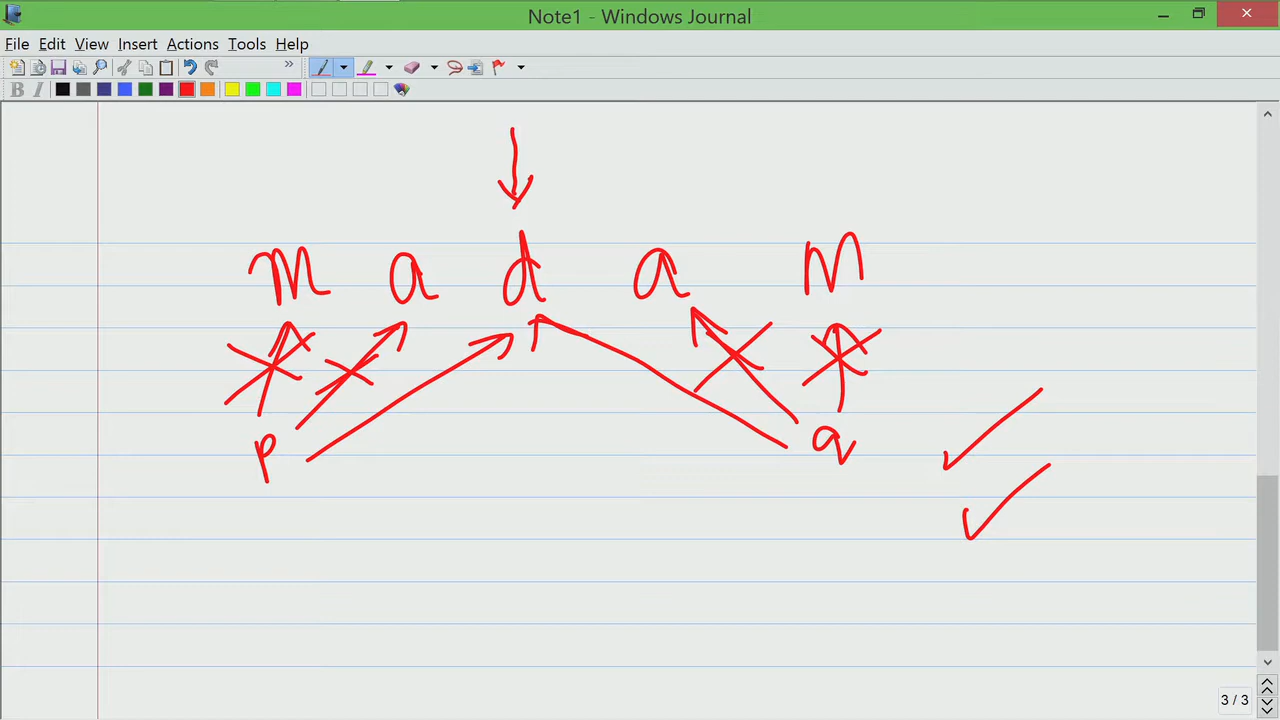 Note1 - Windows Journal
File Edit View Insert Actions Tools Help
B I
m a d a m
p q
3 / 3